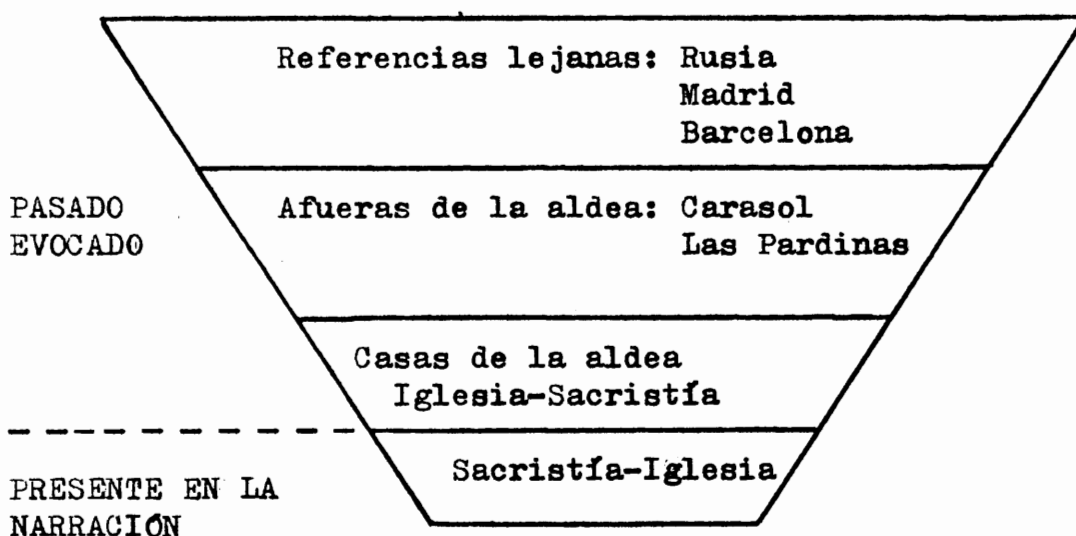 Referencias lejanas: Rusia
Madrid
Barcelona
PASADO
EVOCADO
Afueras de la aldea: Carasol
Las Pardinas
Casas de la aldea
Iglesia-Sacristía
Sacristía-Iglesia
PRESENTE EN LA
NARRACIÓN